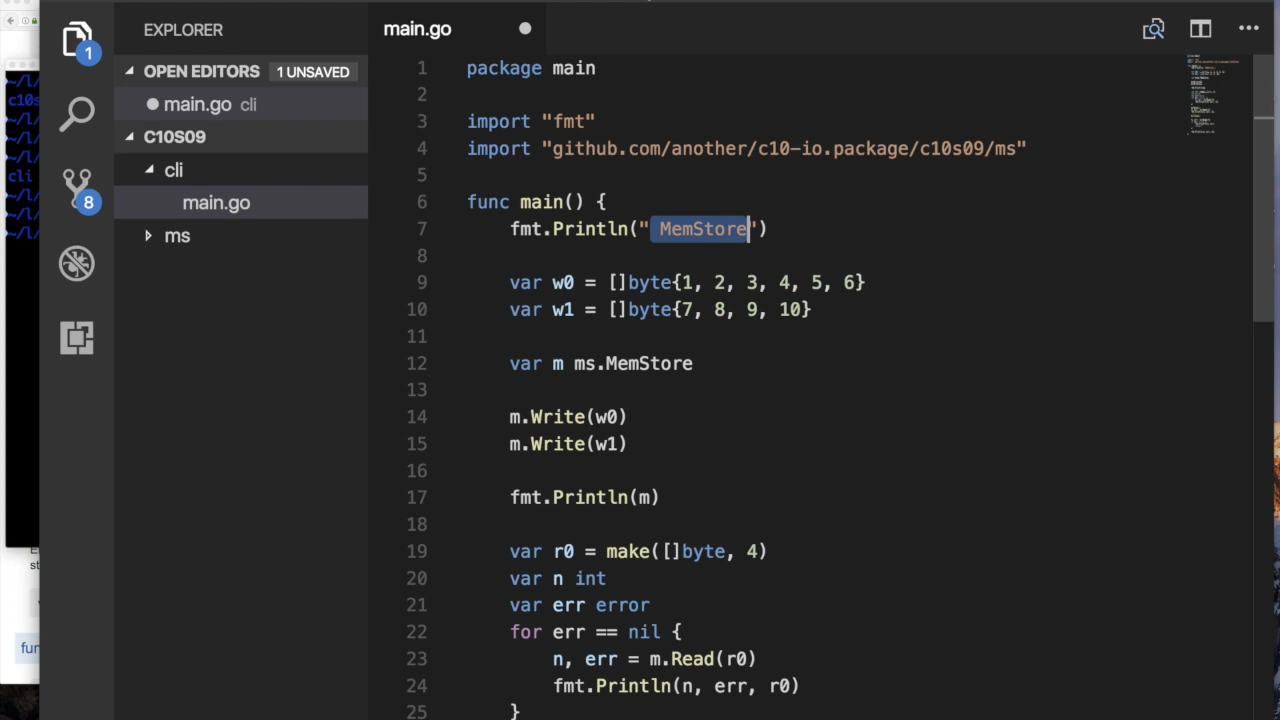 EXPLORER
OPEN EDITORS 1 UNSAVED
main.go cli
C10S09
cli
main.go
ms
1
8
main.go
1 package main
2
3 import "fmt"
4 import "github.com/another/c10-io.package/c10s09/ms"
5
6 func main() {
7 fmt.Println(" MemStore")
8
9 var w0 = []byte{1, 2, 3, 4, 5, 6}
10 var w1 = []byte{7, 8, 9, 10}
11
12 var m ms.MemStore
13
14 m.Write(w0)
15 m.Write(w1)
16
17 fmt.Println(m)
18
19 var r0 = make([]byte, 4)
20 var n int
21 var err error
22 for err == nil {
23 n, err = m.Read(r0)
24 fmt.Println(n, err, r0)
25 }
~/l/
c10s
~/l/
~/l/
~/l/
cli
~/l/
~/l/
~/l/
st
fun